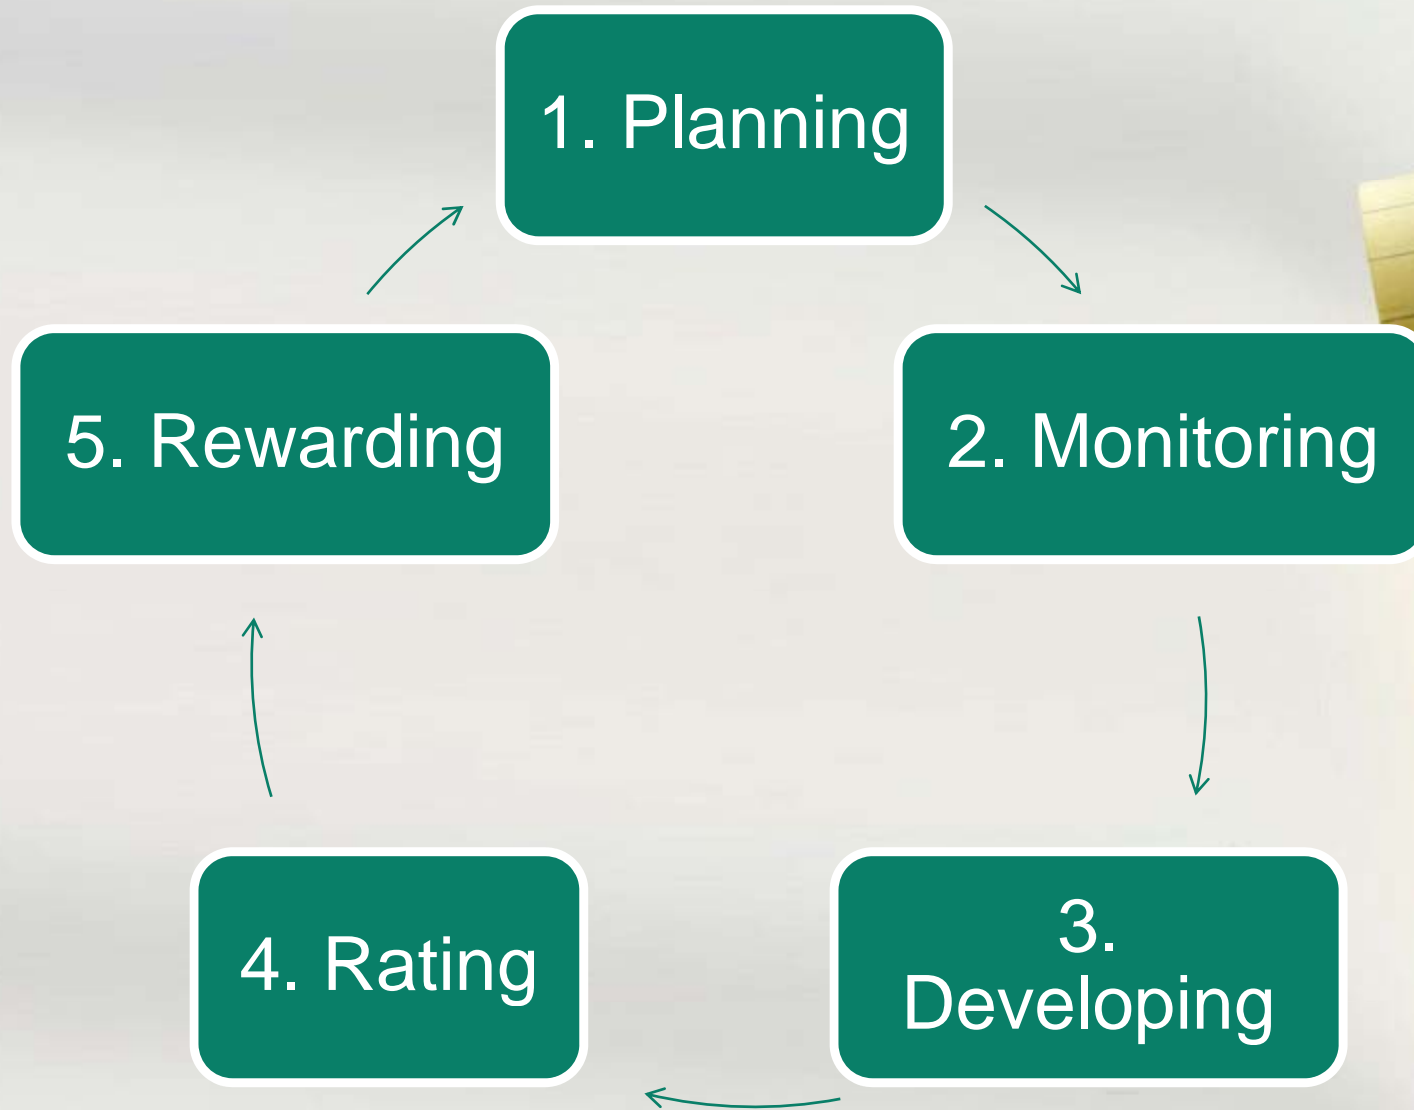 1. Planning
2. Monitoring
3.
Developing
4. Rating
5. Rewarding